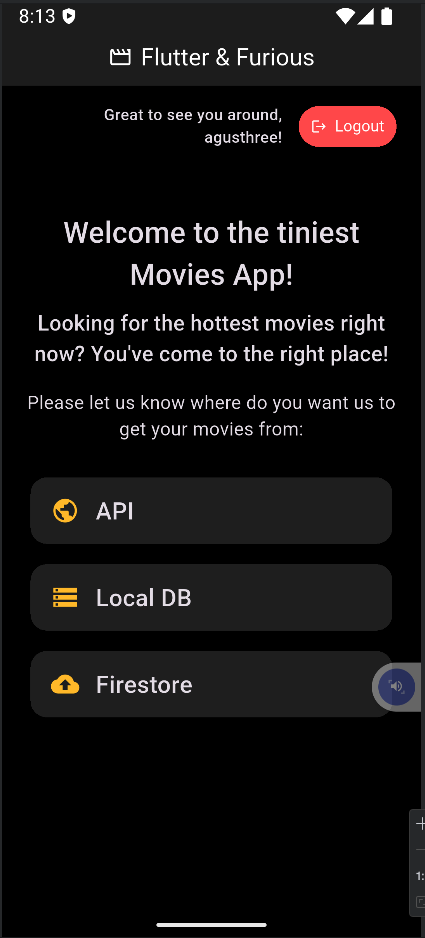 8:13
Flutter & Furious
Great to see you around,
agusthree!
Logout
Welcome to the tiniest
Movies App!
Looking for the hottest movies right
now? You've come to the right place!
Please let us know where do you want us to
get your movies from:
API
Local DB
Firestore
1: